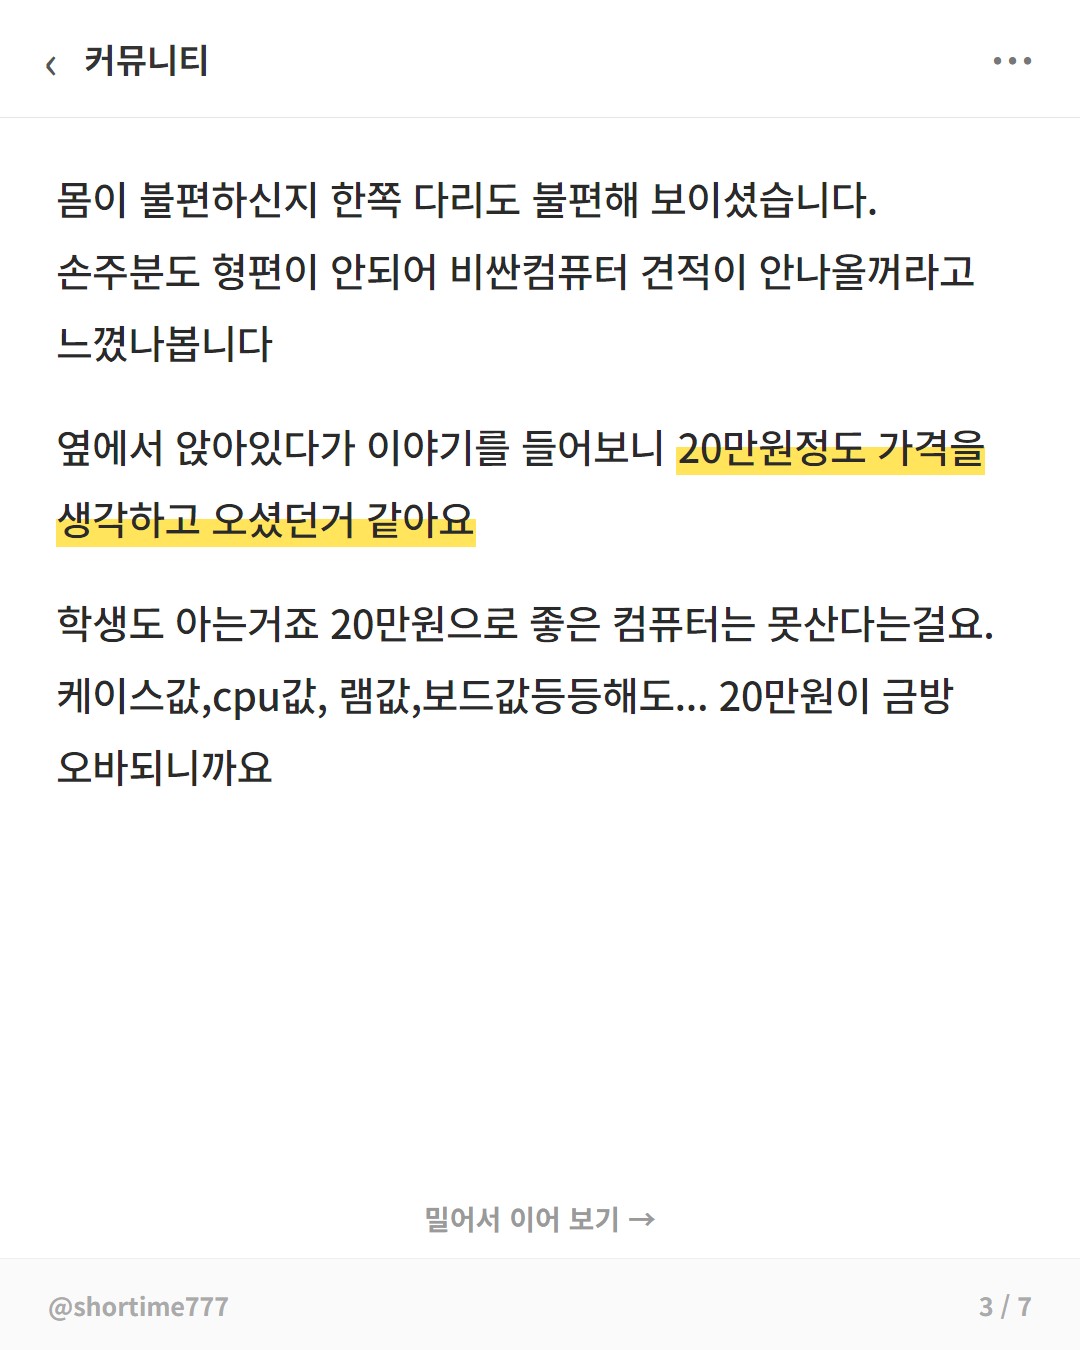 ‹ 커뮤니티 •••
몸이 불편하신지 한쪽 다리도 불편해 보이셨습니다.
손주분도 형편이 안되어 비싼컴퓨터 견적이 안나올꺼라고
느꼈나봅니다
옆에서 앉아있다가 이야기를 들어보니 20만원정도 가격을
생각하고 오셨던거 같아요
학생도 아는거죠 20만원으로 좋은 컴퓨터는 못산다는걸요.
케이스값,cpu값, 램값,보드값등등해도... 20만원이 금방
오바되니까요
밀어서 이어 보기 →
@shortime777 3 / 7